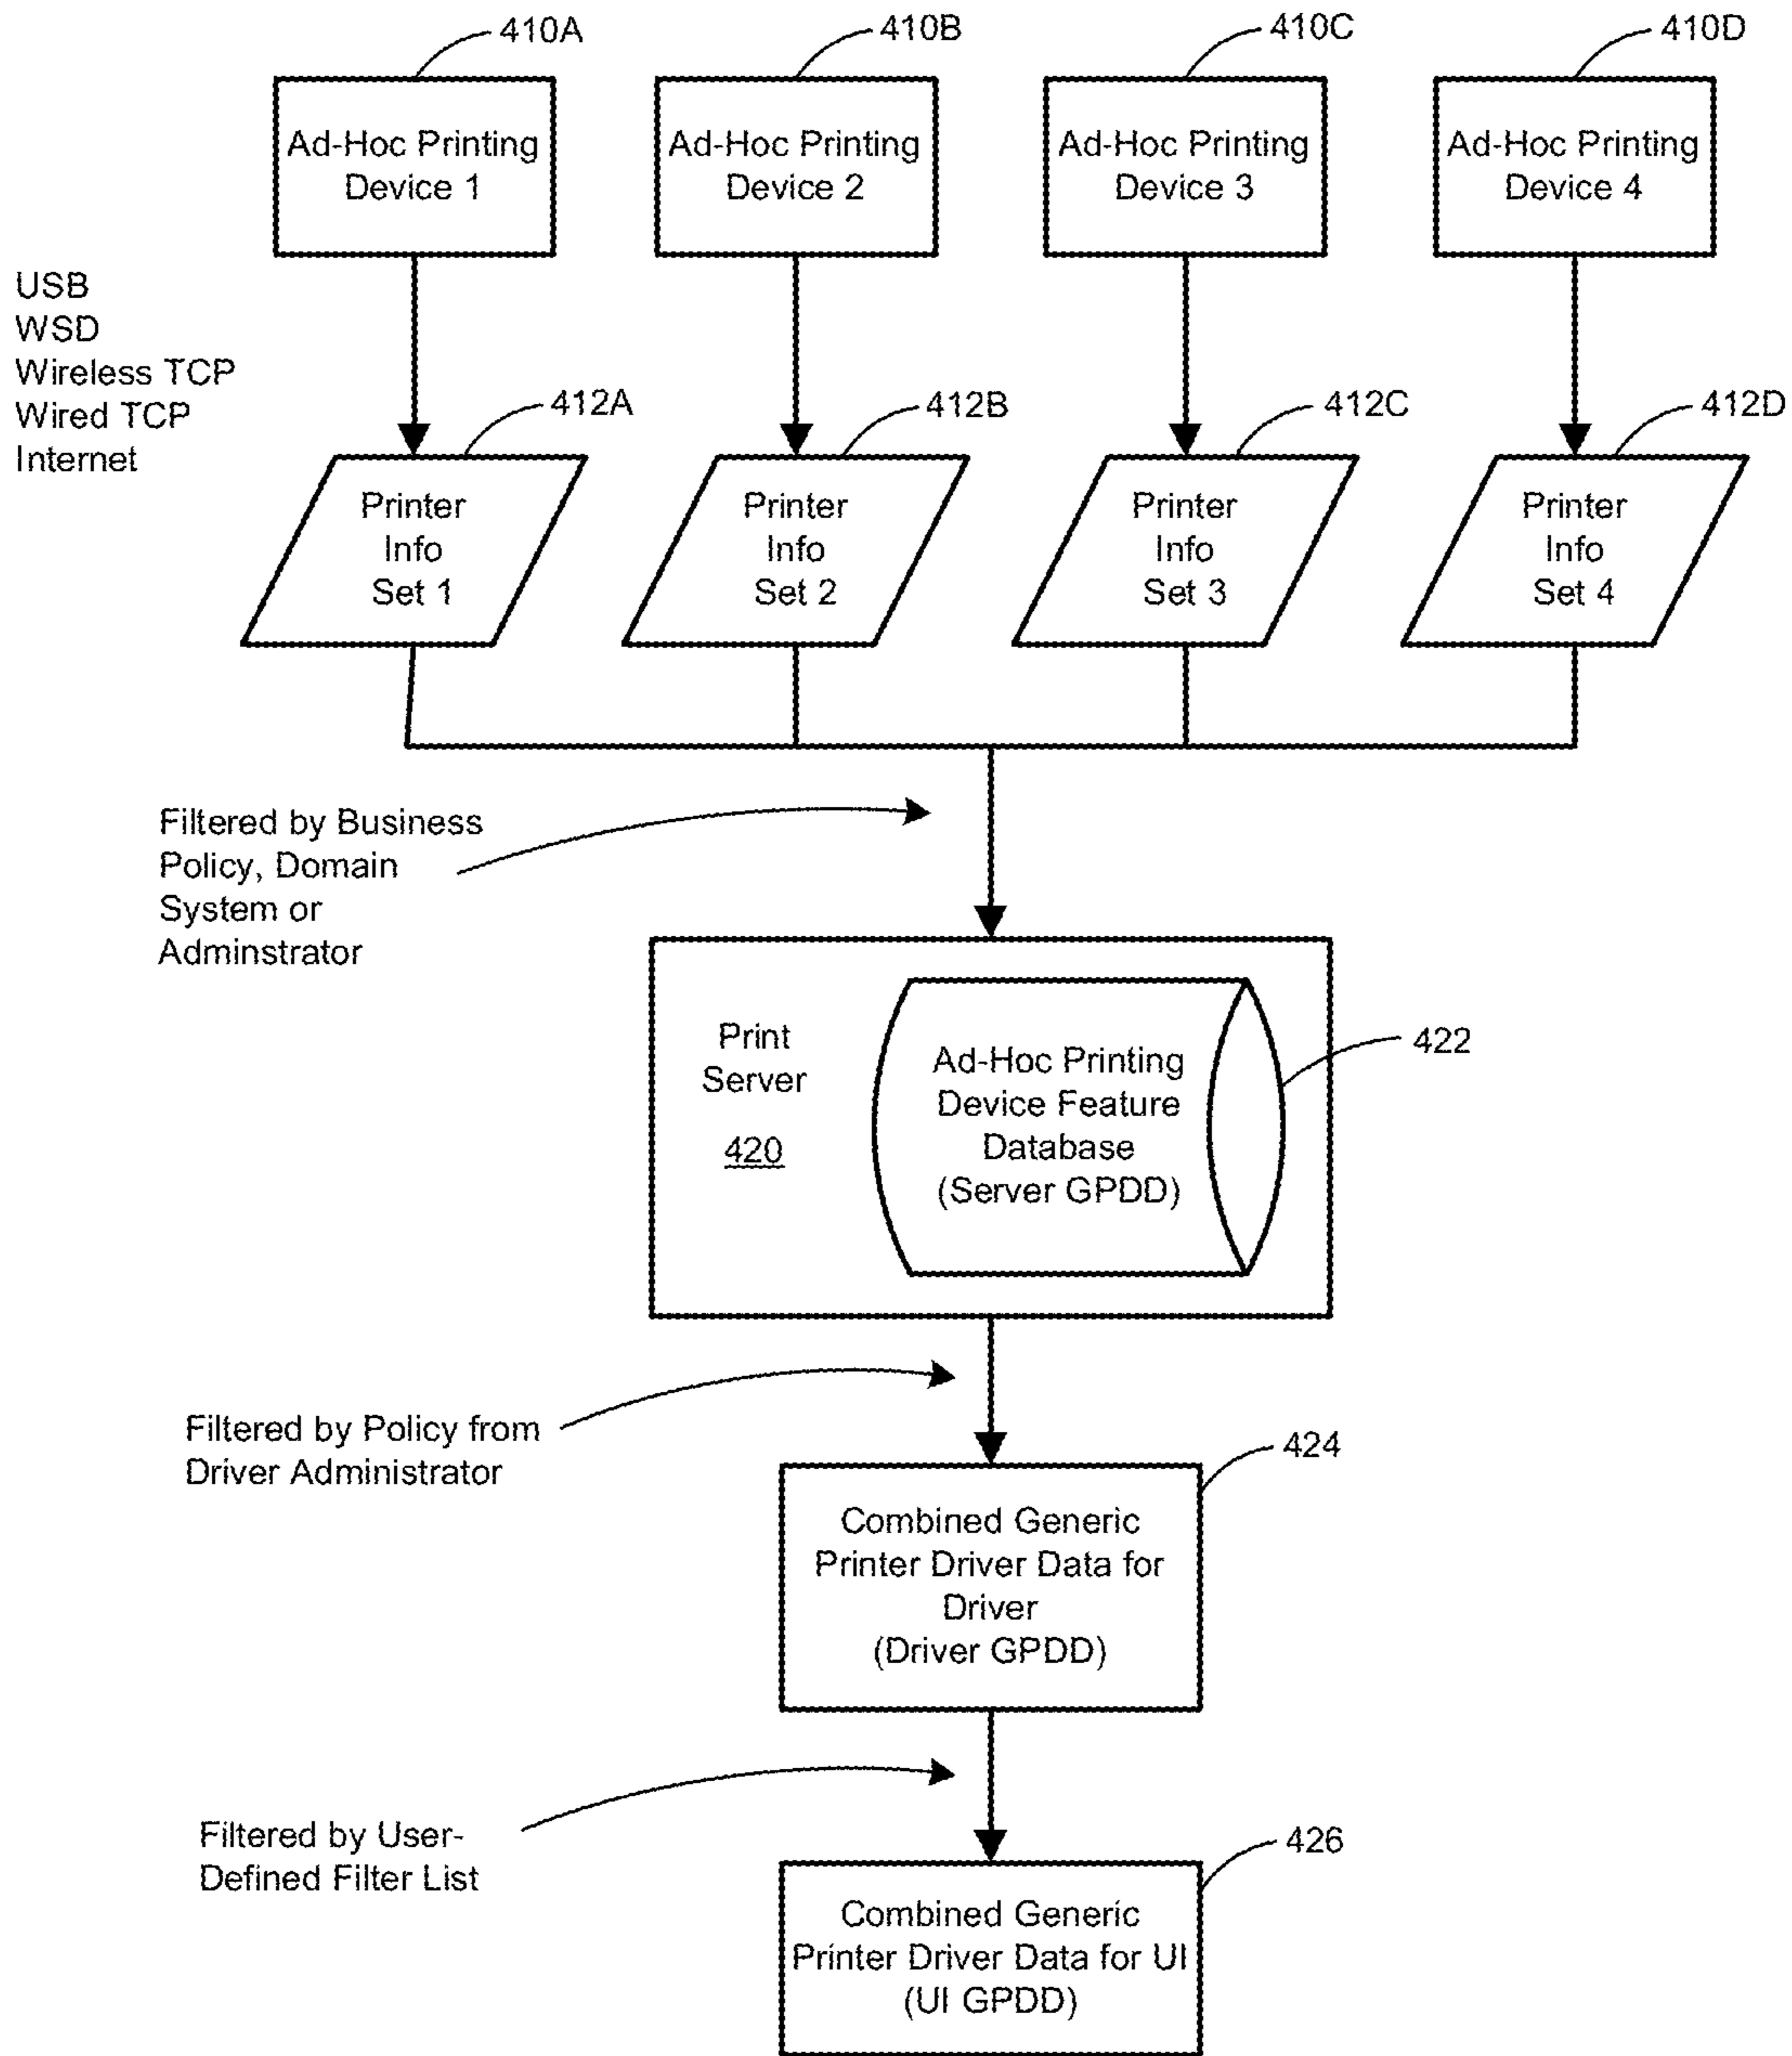 410A
410B
410C
410D
Ad-Hoc Printing
Device 1
Ad-Hoc Printing
Device 2
Ad-Hoc Printing
Device 3
Ad-Hoc Printing
Device 4
USB
WSD
Wireless TCP
Wired TCP
Internet
412A
412B
412C
412D
Printer
Info
Set 1
Printer
Info
Set 2
Printer
Info
Set 3
Printer
Info
Set 4
Filtered by Business
Policy, Domain
System or
Adminstrator
Print
Server
420
Ad-Hoc Printing
Device Feature
Database
(Server GPDD)
422
Filtered by Policy from
Driver Administrator
424
Combined Generic
Printer Driver Data for
Driver
(Driver GPDD)
Filtered by User-
Defined Filter List
426
Combined Generic
Printer Driver Data for UI
(UI GPDD)